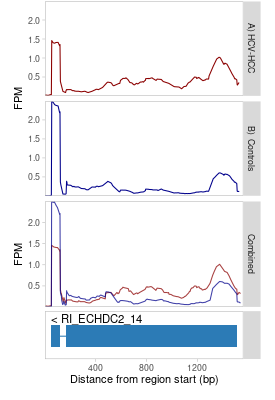 A) HCV-HCC
2.0
1.5
1.0
0.5
FPM
B) Controls
2.0
1.5
1.0
0.5
Combined
2.0
1.5
1.0
0.5
FPM
< RI_ECHDC2_14
400
800
1200
Distance from region start (bp)